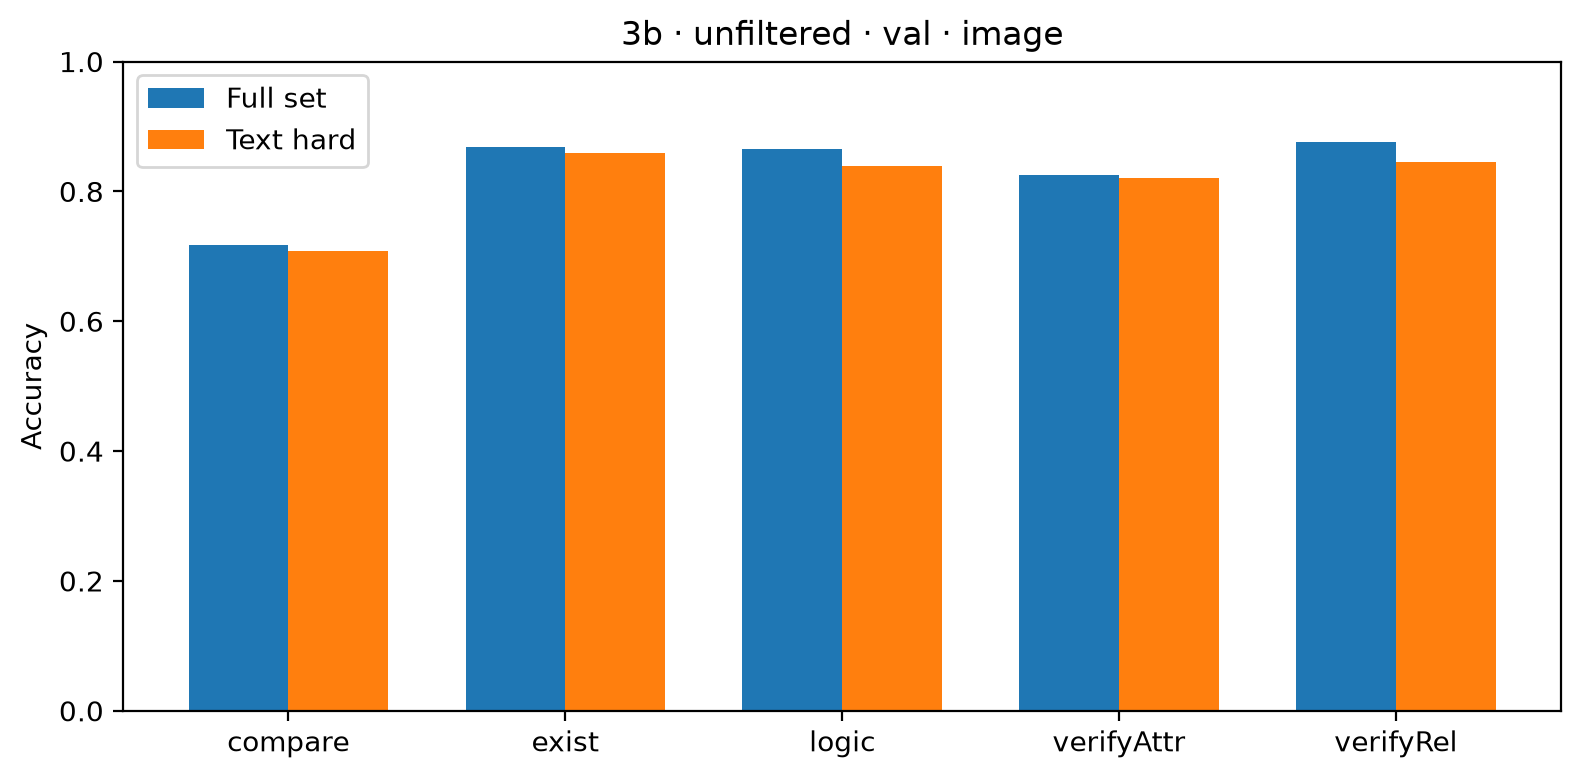 3b · unfiltered · val · image
1.0
0.8
0.6
0.4
0.2
0.0
Accuracy
Full set
Text hard
compare
exist
logic
verifyAttr
verifyRel